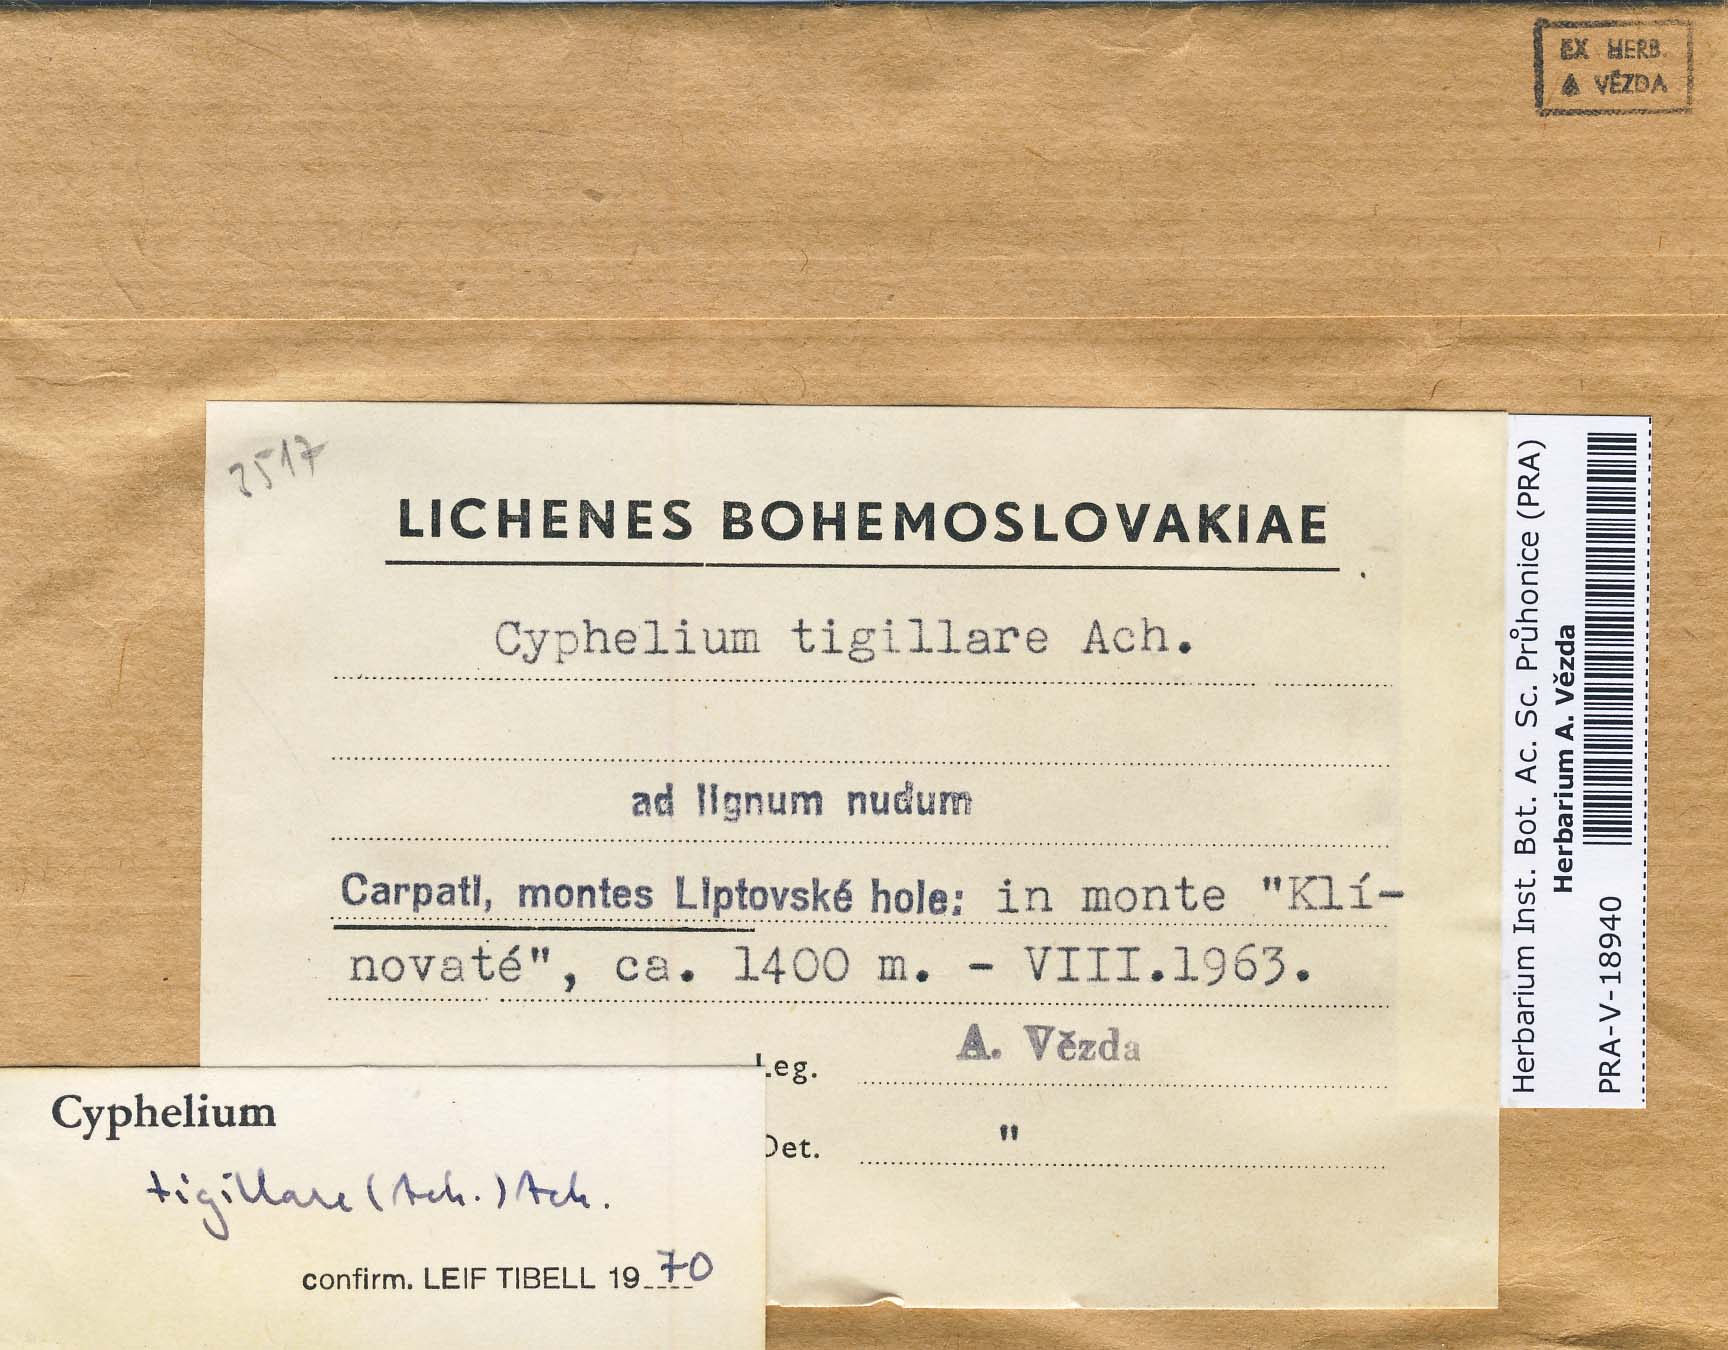 EX HERB.
A VĚZDA
3517
LICHENES BOHEMOSLOVAKIAE
Cyphelium tigillare Ach.
ad lignum nudum
Carpati, montes Liptovské hole: in monte "Klí-
novaté", ca. 1400 m. - VIII.1963.
Leg. A. Vězda
Det. "
Cyphelium
tigillare (Ach.) Ach.
confirm. LEIF TIBELL 1970
Herbarium Inst. Bot. Ac. Sc. Průhonice (PRA)
Herbarium A. Vězda
PRA-V-18940